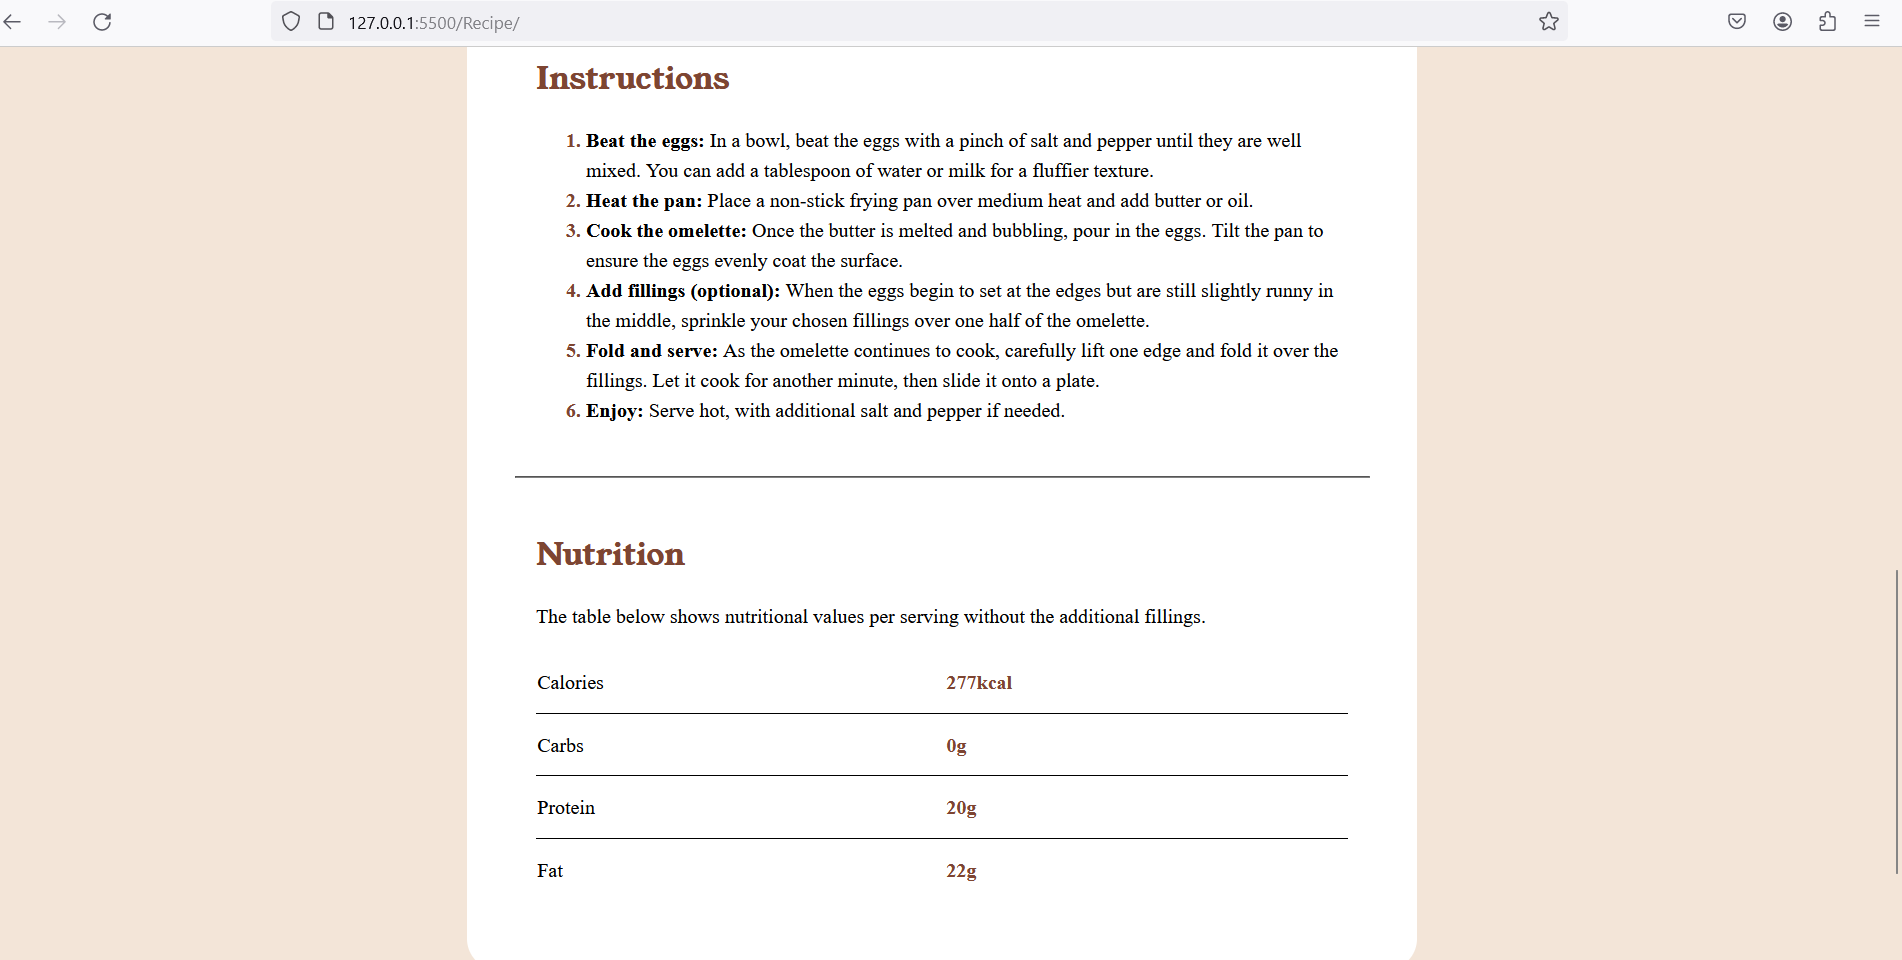 127.0.0.1:5500/Recipe/
Instructions
1. Beat the eggs: In a bowl, beat the eggs with a pinch of salt and pepper until they are well
mixed. You can add a tablespoon of water or milk for a fluffier texture.
2. Heat the pan: Place a non-stick frying pan over medium heat and add butter or oil.
3. Cook the omelette: Once the butter is melted and bubbling, pour in the eggs. Tilt the pan to
ensure the eggs evenly coat the surface.
4. Add fillings (optional): When the eggs begin to set at the edges but are still slightly runny in
the middle, sprinkle your chosen fillings over one half of the omelette.
5. Fold and serve: As the omelette continues to cook, carefully lift one edge and fold it over the
fillings. Let it cook for another minute, then slide it onto a plate.
6. Enjoy: Serve hot, with additional salt and pepper if needed.
Nutrition
The table below shows nutritional values per serving without the additional fillings.
Calories 277kcal
Carbs 0g
Protein 20g
Fat 22g